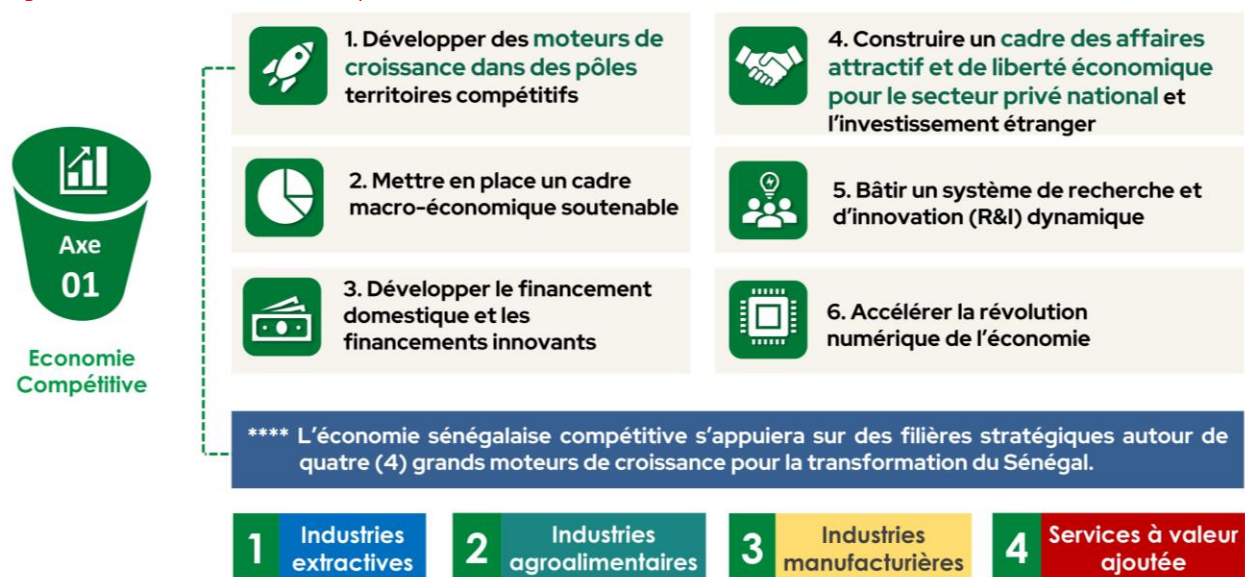 Axe
01
Economie
Compétitive
1. Développer des moteurs de
croissance dans des pôles
territoires compétitifs
2. Mettre en place un cadre
macro-économique soutenable
3. Développer le financement
domestique et les
financements innovants
4. Construire un cadre des affaires
attractif et de liberté économique
pour le secteur privé national et
l'investissement étranger
5. Bâtir un système de recherche et
d'innovation (R&I) dynamique
6. Accélérer la révolution
numérique de l'économie
**** L'économie sénégalaise compétitive s'appuiera sur des filières stratégiques autour de
quatre (4) grands moteurs de croissance pour la transformation du Sénégal.
1 Industries
extractives
2 Industries
agroalimentaires
3 Industries
manufacturières
4 Services à valeur
ajoutée